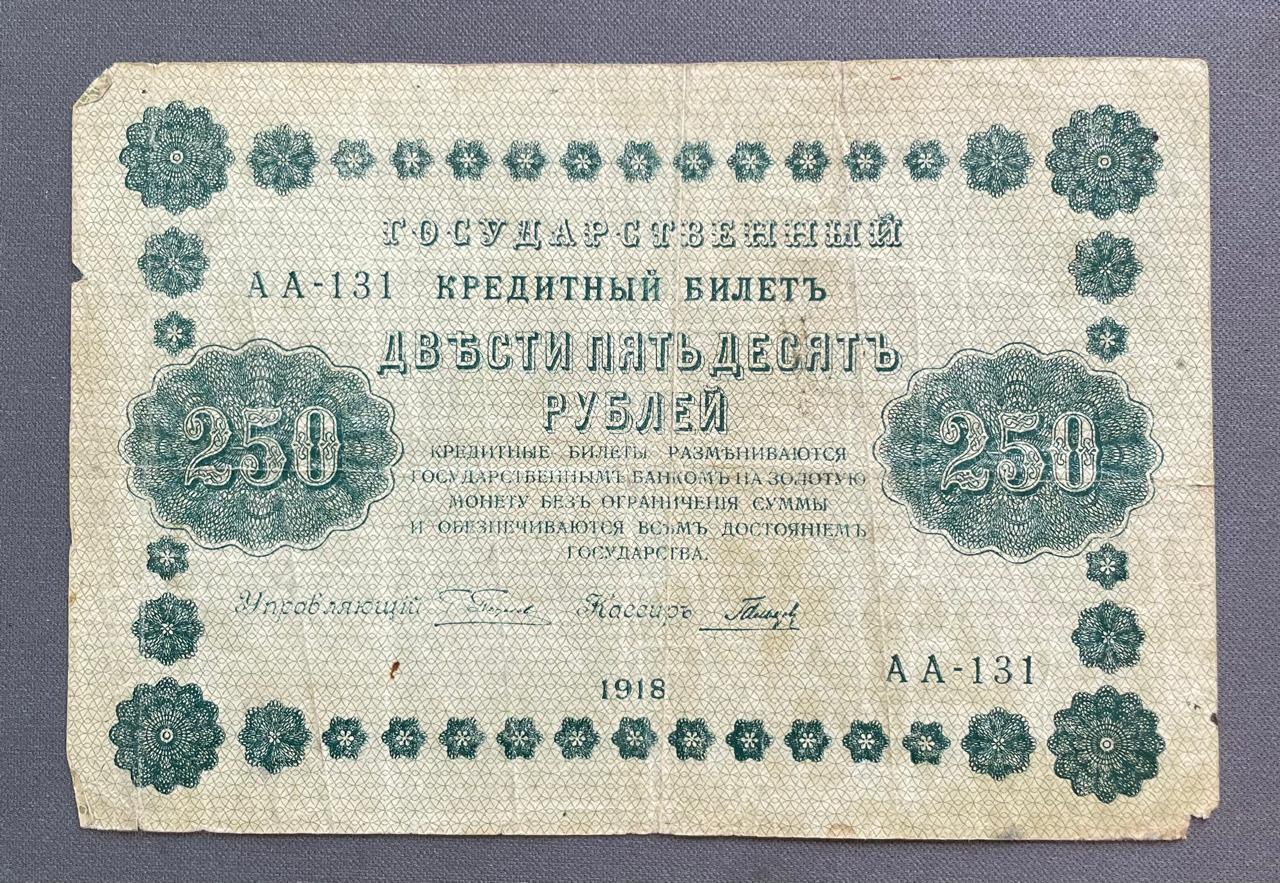 ГОСУДАРСТВЕННЫЙ
АА-131 КРЕДИТНЫЙ БИЛЕТЪ
ДВѢСТИ ПЯТЬДЕСЯТЪ
РУБЛЕЙ
250 250
КРЕДИТНЫЕ БИЛЕТЫ РАЗМѢНИВАЮТСЯ
ГОСУДАРСТВЕННЫМЪ БАНКОМЪ НА ЗОЛОТУЮ
МОНЕТУ БЕЗЪ ОГРАНИЧЕНІЯ СУММЫ
И ОБЕЗПЕЧИВАЮТСЯ ВСѢМЪ ДОСТОЯНІЕМЪ
ГОСУДАРСТВА.
Управляющій Кассиръ
АА-131
1918